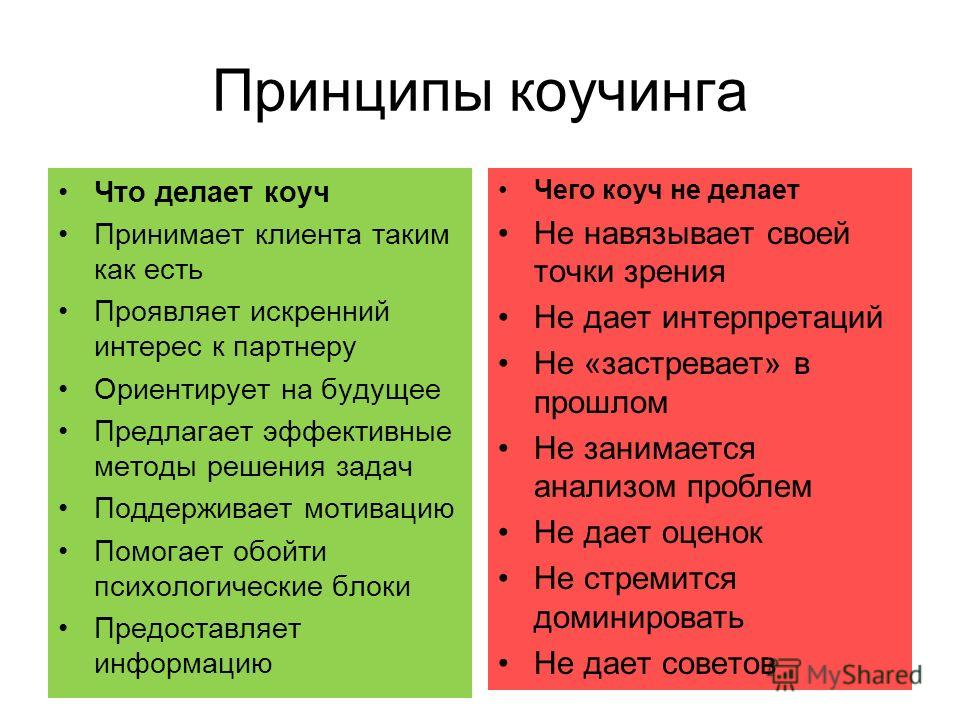 Принципы коучинга
• Что делает коуч
• Принимает клиента таким
как есть
• Проявляет искренний
интерес к партнеру
• Ориентирует на будущее
• Предлагает эффективные
методы решения задач
• Поддерживает мотивацию
• Помогает обойти
психологические блоки
• Предоставляет
информацию
• Чего коуч не делает
• Не навязывает своей
точки зрения
• Не дает интерпретаций
• Не «застревает» в
прошлом
• Не занимается
анализом проблем
• Не дает оценок
• Не стремится
доминировать
• Не дает советов
MyShared